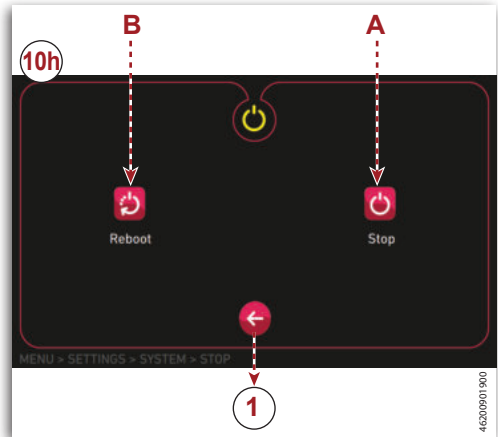 B A
10h
Reboot Stop
MENU > SETTINGS > SYSTEM > STOP
1
46200901900